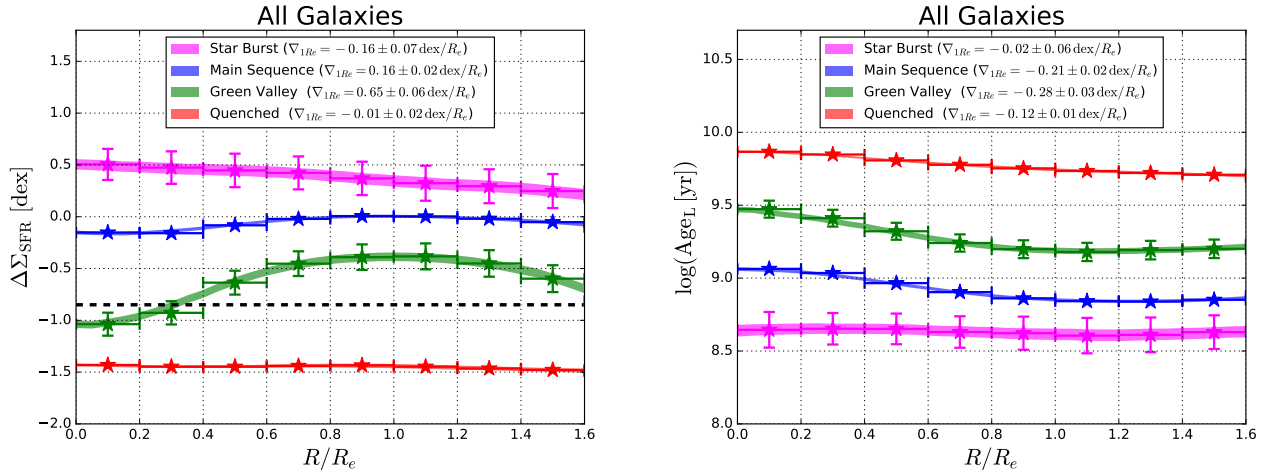 All Galaxies
Star Burst (∇1Re = −0.16 ± 0.07 dex/Re)
Main Sequence (∇1Re = 0.16 ± 0.02 dex/Re)
Green Valley (∇1Re = 0.65 ± 0.06 dex/Re)
Quenched (∇1Re = −0.01 ± 0.02 dex/Re)
1.5
1.0
0.5
0.0
−0.5
−1.0
−1.5
−2.0
ΔΣSFR [dex]
0.0 0.2 0.4 0.6 0.8 1.0 1.2 1.4 1.6
R/Re
All Galaxies
Star Burst (∇1Re = −0.02 ± 0.06 dex/Re)
Main Sequence (∇1Re = −0.21 ± 0.02 dex/Re)
Green Valley (∇1Re = −0.28 ± 0.03 dex/Re)
Quenched (∇1Re = −0.12 ± 0.01 dex/Re)
10.5
10.0
9.5
9.0
8.5
8.0
log(AgeL [yr])
0.0 0.2 0.4 0.6 0.8 1.0 1.2 1.4 1.6
R/Re